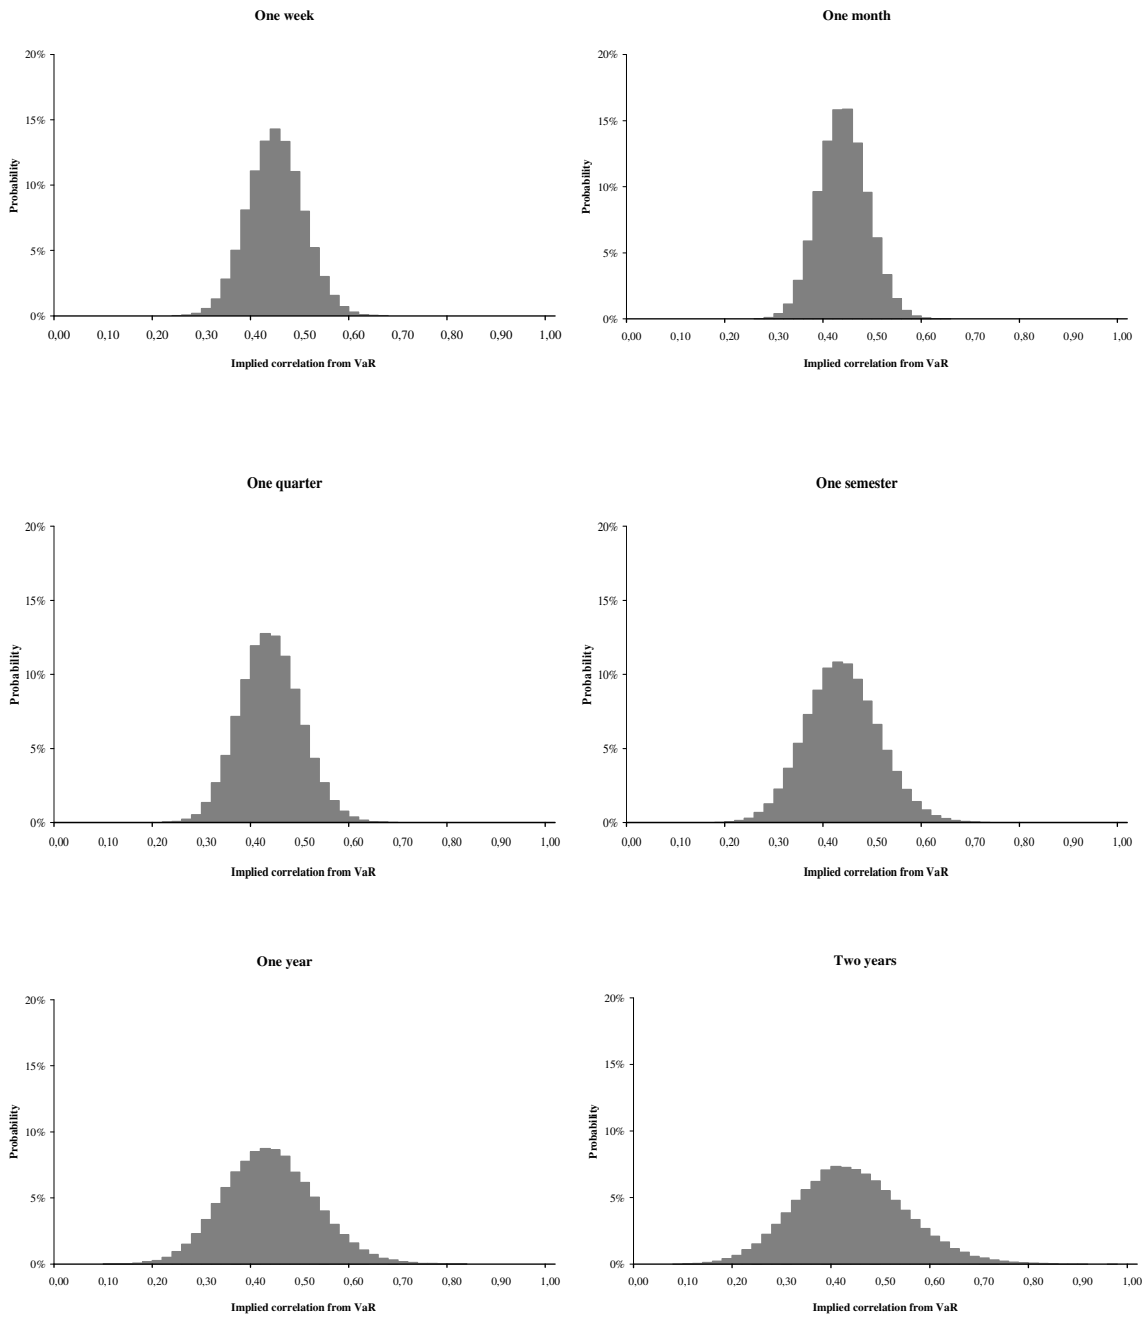 One week
20%
15%
10%
5%
0%
Probability
0,00 0,10 0,20 0,30 0,40 0,50 0,60 0,70 0,80 0,90 1,00
Implied correlation from VaR
One month
20%
15%
10%
5%
0%
Probability
0,00 0,10 0,20 0,30 0,40 0,50 0,60 0,70 0,80 0,90 1,00
Implied correlation from VaR
One quarter
20%
15%
10%
5%
0%
Probability
0,00 0,10 0,20 0,30 0,40 0,50 0,60 0,70 0,80 0,90 1,00
Implied correlation from VaR
One semester
20%
15%
10%
5%
0%
Probability
0,00 0,10 0,20 0,30 0,40 0,50 0,60 0,70 0,80 0,90 1,00
Implied correlation from VaR
One year
20%
15%
10%
5%
0%
Probability
0,00 0,10 0,20 0,30 0,40 0,50 0,60 0,70 0,80 0,90 1,00
Implied correlation from VaR
Two years
20%
15%
10%
5%
0%
Probability
0,00 0,10 0,20 0,30 0,40 0,50 0,60 0,70 0,80 0,90 1,00
Implied correlation from VaR